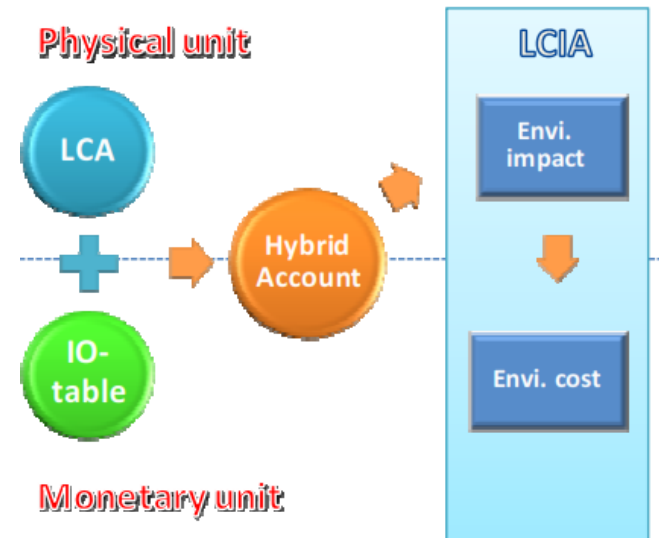 Physical unit
LCIA
LCA
Envi.
impact
Hybrid
Account
IO-
table
Envi. cost
Monetary unit